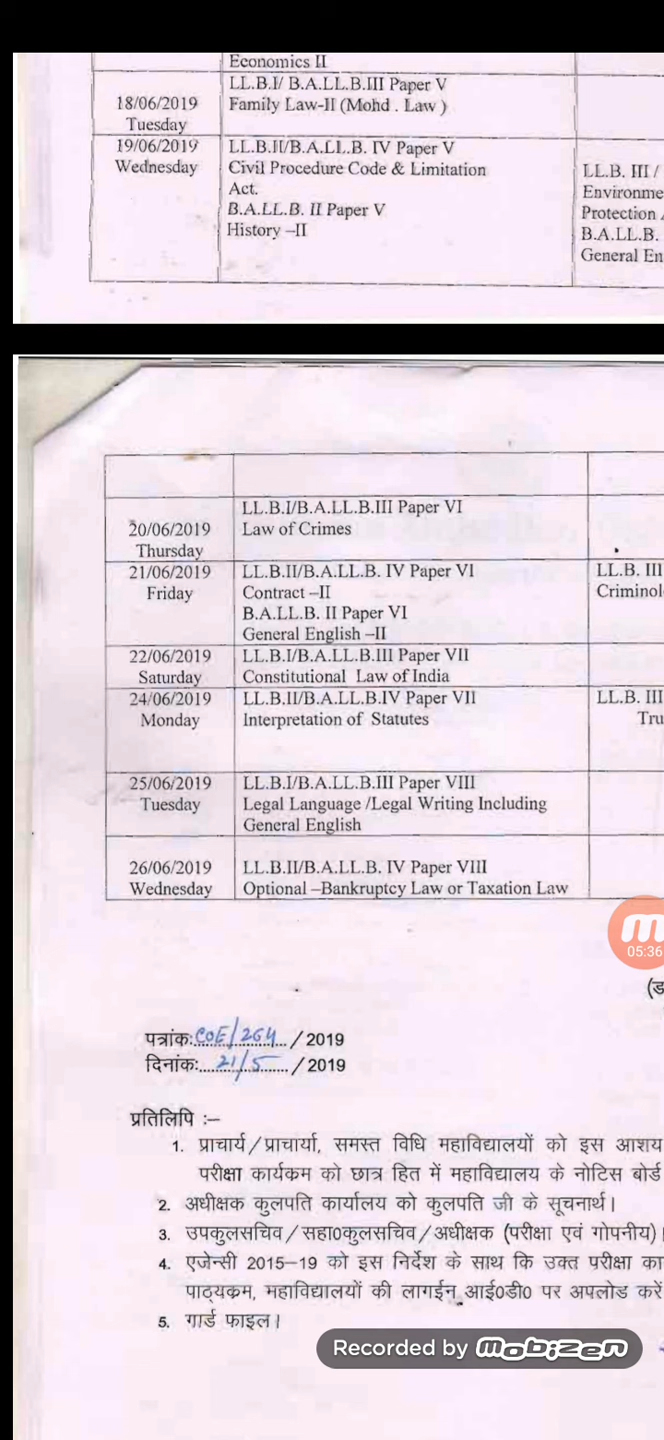 Economics II
LL.B.I/ B.A.LL.B.III Paper V
18/06/2019 Family Law-II (Mohd . Law )
Tuesday
19/06/2019 LL.B.II/B.A.LL.B. IV Paper V
Wednesday Civil Procedure Code & Limitation LL.B. III /
Act. Environme
B.A.LL.B. II Paper V Protection
History –II B.A.LL.B.
General En
LL.B.I/B.A.LL.B.III Paper VI
20/06/2019 Law of Crimes
Thursday
21/06/2019 LL.B.II/B.A.LL.B. IV Paper VI LL.B. III
Friday Contract –II Criminol
B.A.LL.B. II Paper VI
General English –II
22/06/2019 LL.B.I/B.A.LL.B.III Paper VII
Saturday Constitutional Law of India
24/06/2019 LL.B.II/B.A.LL.B.IV Paper VII LL.B. III
Monday Interpretation of Statutes Tru
25/06/2019 LL.B.I/B.A.LL.B.III Paper VIII
Tuesday Legal Language /Legal Writing Including
General English
26/06/2019 LL.B.II/B.A.LL.B. IV Paper VIII
Wednesday Optional –Bankruptcy Law or Taxation Law
05:36
(ड
पत्रांक:COE/264 / 2019
दिनांक:21/5 / 2019
प्रतिलिपि :–
1. प्राचार्य/प्राचार्या, समस्त विधि महाविद्यालयों को इस आशय
परीक्षा कार्यकम को छात्र हित में महाविद्यालय के नोटिस बोर्ड
2. अधीक्षक कुलपति कार्यालय को कुलपति जी के सूचनार्थ।
3. उपकुलसचिव/सहा0कुलसचिव/अधीक्षक (परीक्षा एवं गोपनीय)।
4. एजेन्सी 2015–19 को इस निर्देश के साथ कि उक्त परीक्षा का
पाठ्यकम, महाविद्यालयों की लागईन आई0डी0 पर अपलोड करें
5. गार्ड फाइल।
Recorded by Mobizen